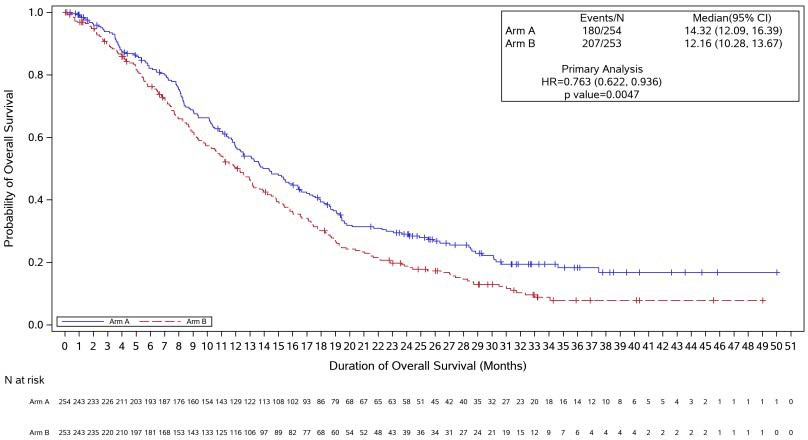 1.0
Events/N Median(95% CI)
Arm A 180/254 14.32 (12.09, 16.39)
Arm B 207/253 12.16 (10.28, 13.67)
Primary Analysis
HR=0.763 (0.622, 0.936)
p value=0.0047
0.8
0.6
0.4
0.2
0.0
Probability of Overall Survival
Arm A Arm B
0 1 2 3 4 5 6 7 8 9 10 11 12 13 14 15 16 17 18 19 20 21 22 23 24 25 26 27 28 29 30 31 32 33 34 35 36 37 38 39 40 41 42 43 44 45 46 47 48 49 50 51
Duration of Overall Survival (Months)
N at risk
Arm A 254 243 233 226 211 203 193 187 176 160 154 143 129 122 113 108 102 93 86 79 68 67 65 63 58 51 45 42 40 35 32 27 23 20 18 16 14 12 10 8 6 5 5 4 3 2 1 1 1 1 1 0
Arm B 253 243 235 220 210 197 181 168 153 143 133 125 116 106 97 89 82 77 68 60 54 52 48 43 39 36 34 31 27 24 21 19 15 12 9 7 6 4 4 4 4 2 2 2 2 2 1 1 1 1 0 0